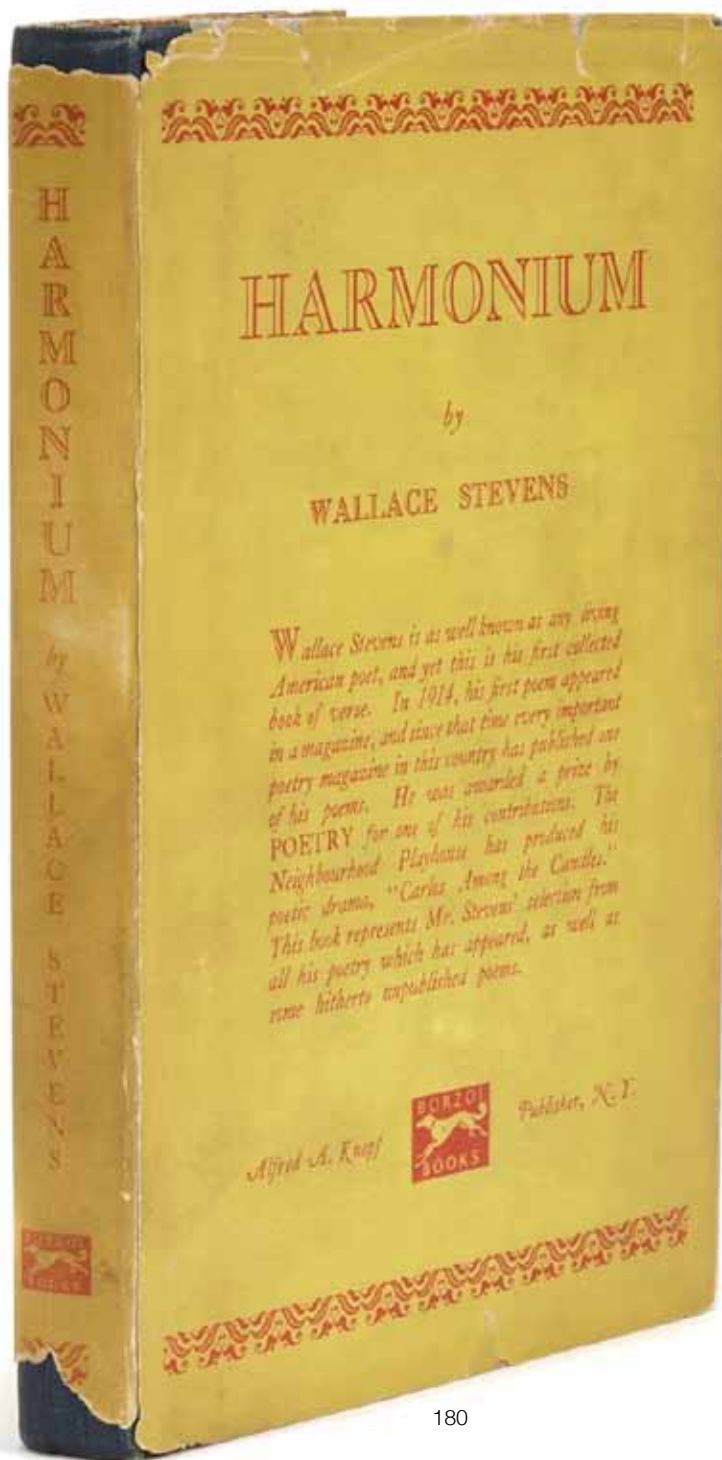 HARMONIUM
by
WALLACE STEVENS
Wallace Stevens is as well known as any living
American poet, and yet this is his first collected
book of verse. In 1914, his first poem appeared
in a magazine, and since that time every important
poetry magazine in this country has published one
of his poems. He was awarded a prize by
POETRY for one of his contributions. The
Neighbourhood Playhouse has produced his
poetic drama, "Carlos Among the Candles."
This book represents Mr. Stevens' selection from
all his poetry which has appeared, as well as
some hitherto unpublished poems.
Alfred A. Knopf
BORZOI
BOOKS
Publisher, N. Y.
HARMONIUM by WALLACE STEVENS
BORZOI
BOOKS
180